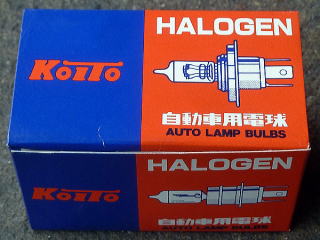 HALOGEN
KOITO
自動車用電球
AUTO LAMP BULBS
HALOGEN
KOITO
自動車用電球
AUTO LAMP BULBS